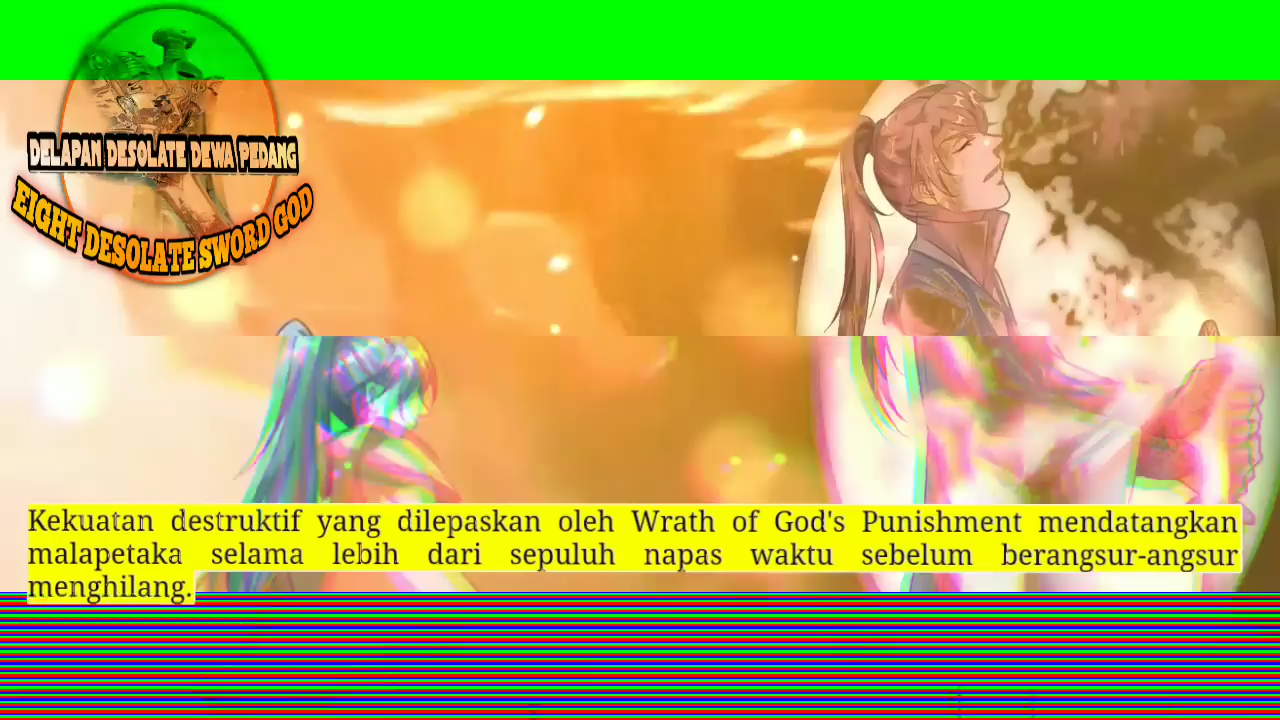 DELAPAN DESOLATE DEWA PEDANG
EIGHT DESOLATE SWORD GOD
Kekuatan destruktif yang dilepaskan oleh Wrath of God's Punishment mendatangkan
malapetaka selama lebih dari sepuluh napas waktu sebelum berangsur-angsur
menghilang.